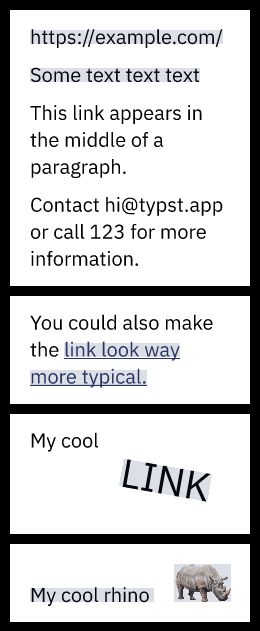 https://example.com/
Some text text text
This link appears in
the middle of a
paragraph.
Contact hi@typst.app
or call 123 for more
information.
You could also make
the link look way
more typical.
My cool
LINK
My cool rhino